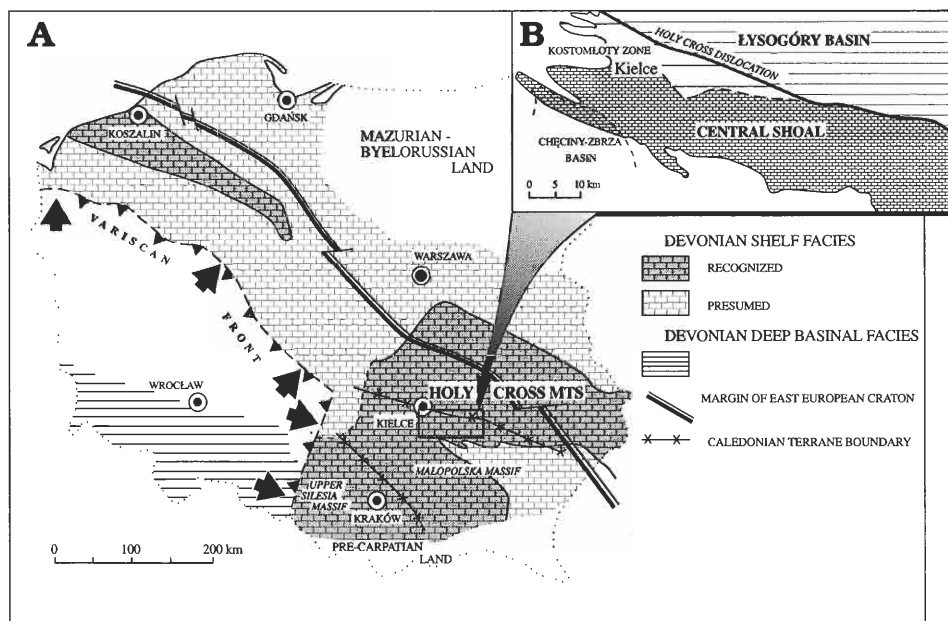 A
GDAŃSK
KOSZALIN
MAZURIAN -
BYELORUSSIAN
LAND
VARISCAN
FRONT
WARSZAWA
WROCŁAW
HOLY CROSS MTS
KIELCE
MAŁOPOLSKA MASSIF
UPPER
SILESIA
MASSIF
KRAKÓW
PRE-CARPATIAN
LAND
0 100 200 km
B
KOSTOMŁOTY ZONE
Kielce
HOLY CROSS DISLOCATION
ŁYSOGÓRY BASIN
CENTRAL SHOAL
CHĘCINY-ZBRZA
BASIN
0 5 10 km
DEVONIAN SHELF FACIES
RECOGNIZED
PRESUMED
DEVONIAN DEEP BASINAL FACIES
MARGIN OF EAST EUROPEAN CRATON
CALEDONIAN TERRANE BOUNDARY